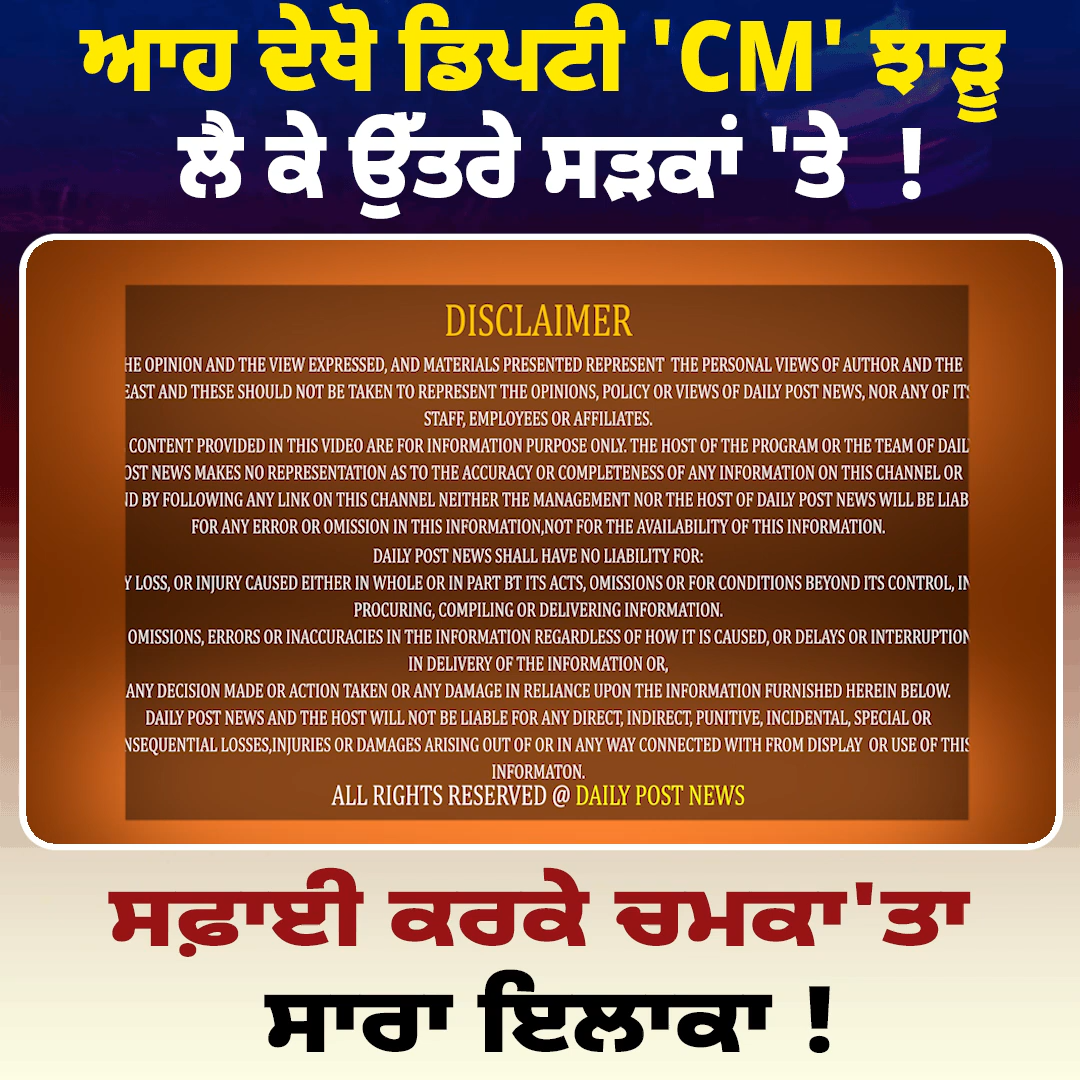 ਆਹ ਦੇਖੋ ਡਿਪਟੀ 'CM' ਝਾੜੂ
ਲੈ ਕੇ ਉੱਤਰੇ ਸੜਕਾਂ 'ਤੇ !
DISCLAIMER
HE OPINION AND THE VIEW EXPRESSED, AND MATERIALS PRESENTED REPRESENT THE PERSONAL VIEWS OF AUTHOR AND THE
EAST AND THESE SHOULD NOT BE TAKEN TO REPRESENT THE OPINIONS, POLICY OR VIEWS OF DAILY POST NEWS, NOR ANY OF ITS
STAFF, EMPLOYEES OR AFFILIATES.
CONTENT PROVIDED IN THIS VIDEO ARE FOR INFORMATION PURPOSE ONLY. THE HOST OF THE PROGRAM OR THE TEAM OF DAIL
OST NEWS MAKES NO REPRESENTATION AS TO THE ACCURACY OR COMPLETENESS OF ANY INFORMATION ON THIS CHANNEL OR
ND BY FOLLOWING ANY LINK ON THIS CHANNEL NEITHER THE MANAGEMENT NOR THE HOST OF DAILY POST NEWS WILL BE LIAB
FOR ANY ERROR OR OMISSION IN THIS INFORMATION,NOT FOR THE AVAILABILITY OF THIS INFORMATION.
DAILY POST NEWS SHALL HAVE NO LIABILITY FOR:
Y LOSS, OR INJURY CAUSED EITHER IN WHOLE OR IN PART BT ITS ACTS, OMISSIONS OR FOR CONDITIONS BEYOND ITS CONTROL, IN
PROCURING, COMPILING OR DELIVERING INFORMATION.
OMISSIONS, ERRORS OR INACCURACIES IN THE INFORMATION REGARDLESS OF HOW IT IS CAUSED, OR DELAYS OR INTERRUPTION
IN DELIVERY OF THE INFORMATION OR,
ANY DECISION MADE OR ACTION TAKEN OR ANY DAMAGE IN RELIANCE UPON THE INFORMATION FURNISHED HEREIN BELOW.
DAILY POST NEWS AND THE HOST WILL NOT BE LIABLE FOR ANY DIRECT, INDIRECT, PUNITIVE, INCIDENTAL, SPECIAL OR
NSEQUENTIAL LOSSES,INJURIES OR DAMAGES ARISING OUT OF OR IN ANY WAY CONNECTED WITH FROM DISPLAY OR USE OF THIS
INFORMATON.
ALL RIGHTS RESERVED @ DAILY POST NEWS
ਸਫ਼ਾਈ ਕਰਕੇ ਚਮਕਾ'ਤਾ
ਸਾਰਾ ਇਲਾਕਾ !